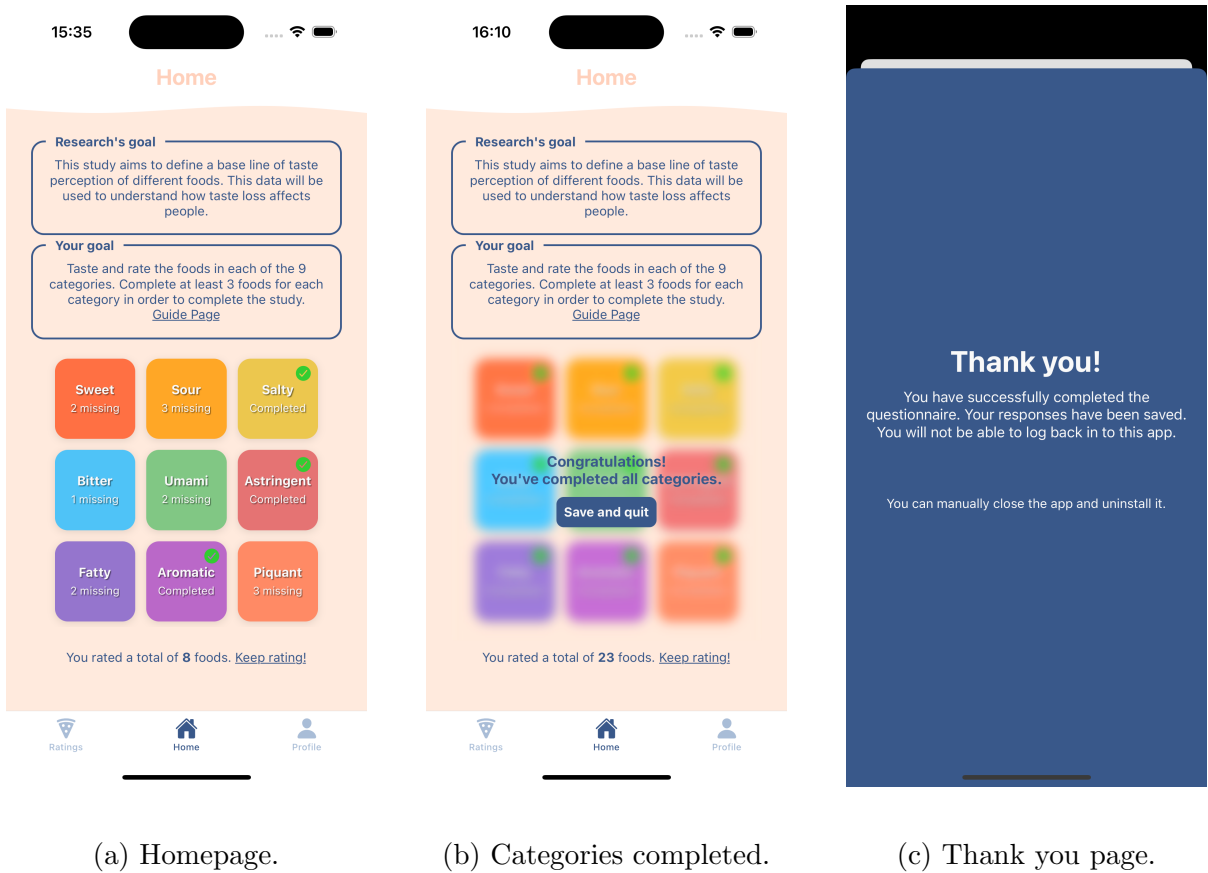 15:35
Home
Research's goal
This study aims to define a base line of taste
perception of different foods. This data will be
used to understand how taste loss affects
people.
Your goal
Taste and rate the foods in each of the 9
categories. Complete at least 3 foods for each
category in order to complete the study.
Guide Page
Sweet
2 missing
Sour
3 missing
Salty
Completed
Bitter
1 missing
Umami
2 missing
Astringent
Completed
Fatty
2 missing
Aromatic
Completed
Piquant
3 missing
You rated a total of 8 foods. Keep rating!
Ratings
Home
Profile
(a) Homepage.
16:10
Home
Research's goal
This study aims to define a base line of taste
perception of different foods. This data will be
used to understand how taste loss affects
people.
Your goal
Taste and rate the foods in each of the 9
categories. Complete at least 3 foods for each
category in order to complete the study.
Guide Page
Congratulations!
You've completed all categories.
Save and quit
You rated a total of 23 foods. Keep rating!
Ratings
Home
Profile
(b) Categories completed.
Thank you!
You have successfully completed the
questionnaire. Your responses have been saved.
You will not be able to log back in to this app.
You can manually close the app and uninstall it.
(c) Thank you page.